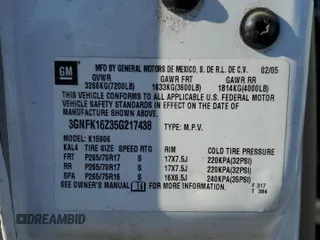 GM
MFD BY GENERAL MOTORS DE MEXICO, S. DE R.L. DE C.V. 02/05
GVWR GAWR FRT GAWR RR
3266KG(7200LB) 1633KG(3600LB) 1814KG(4000LB)
THIS VEHICLE CONFORMS TO ALL APPLICABLE U.S. FEDERAL MOTOR
VEHICLE SAFETY STANDARDS IN EFFECT ON THE DATE OF
MANUFACTURE SHOWN ABOVE.
3GNFK16Z35G217438 TYPE: M.P.V.
MODEL: K15906
KAL4 TIRE SIZE SPEED RTG RIM COLD TIRE PRESSURE
FRT P265/70R17 S 17X7.5J 220KPA(32PSI)
RR P265/70R17 S 17X7.5J 220KPA(32PSI)
SPA P265/75R16 S 16X6.5J 240KPA(35PSI)
SEE OWNER'S MANUAL FOR ADDITIONAL INFORMATION.
F 317
T 384
BIDFAX